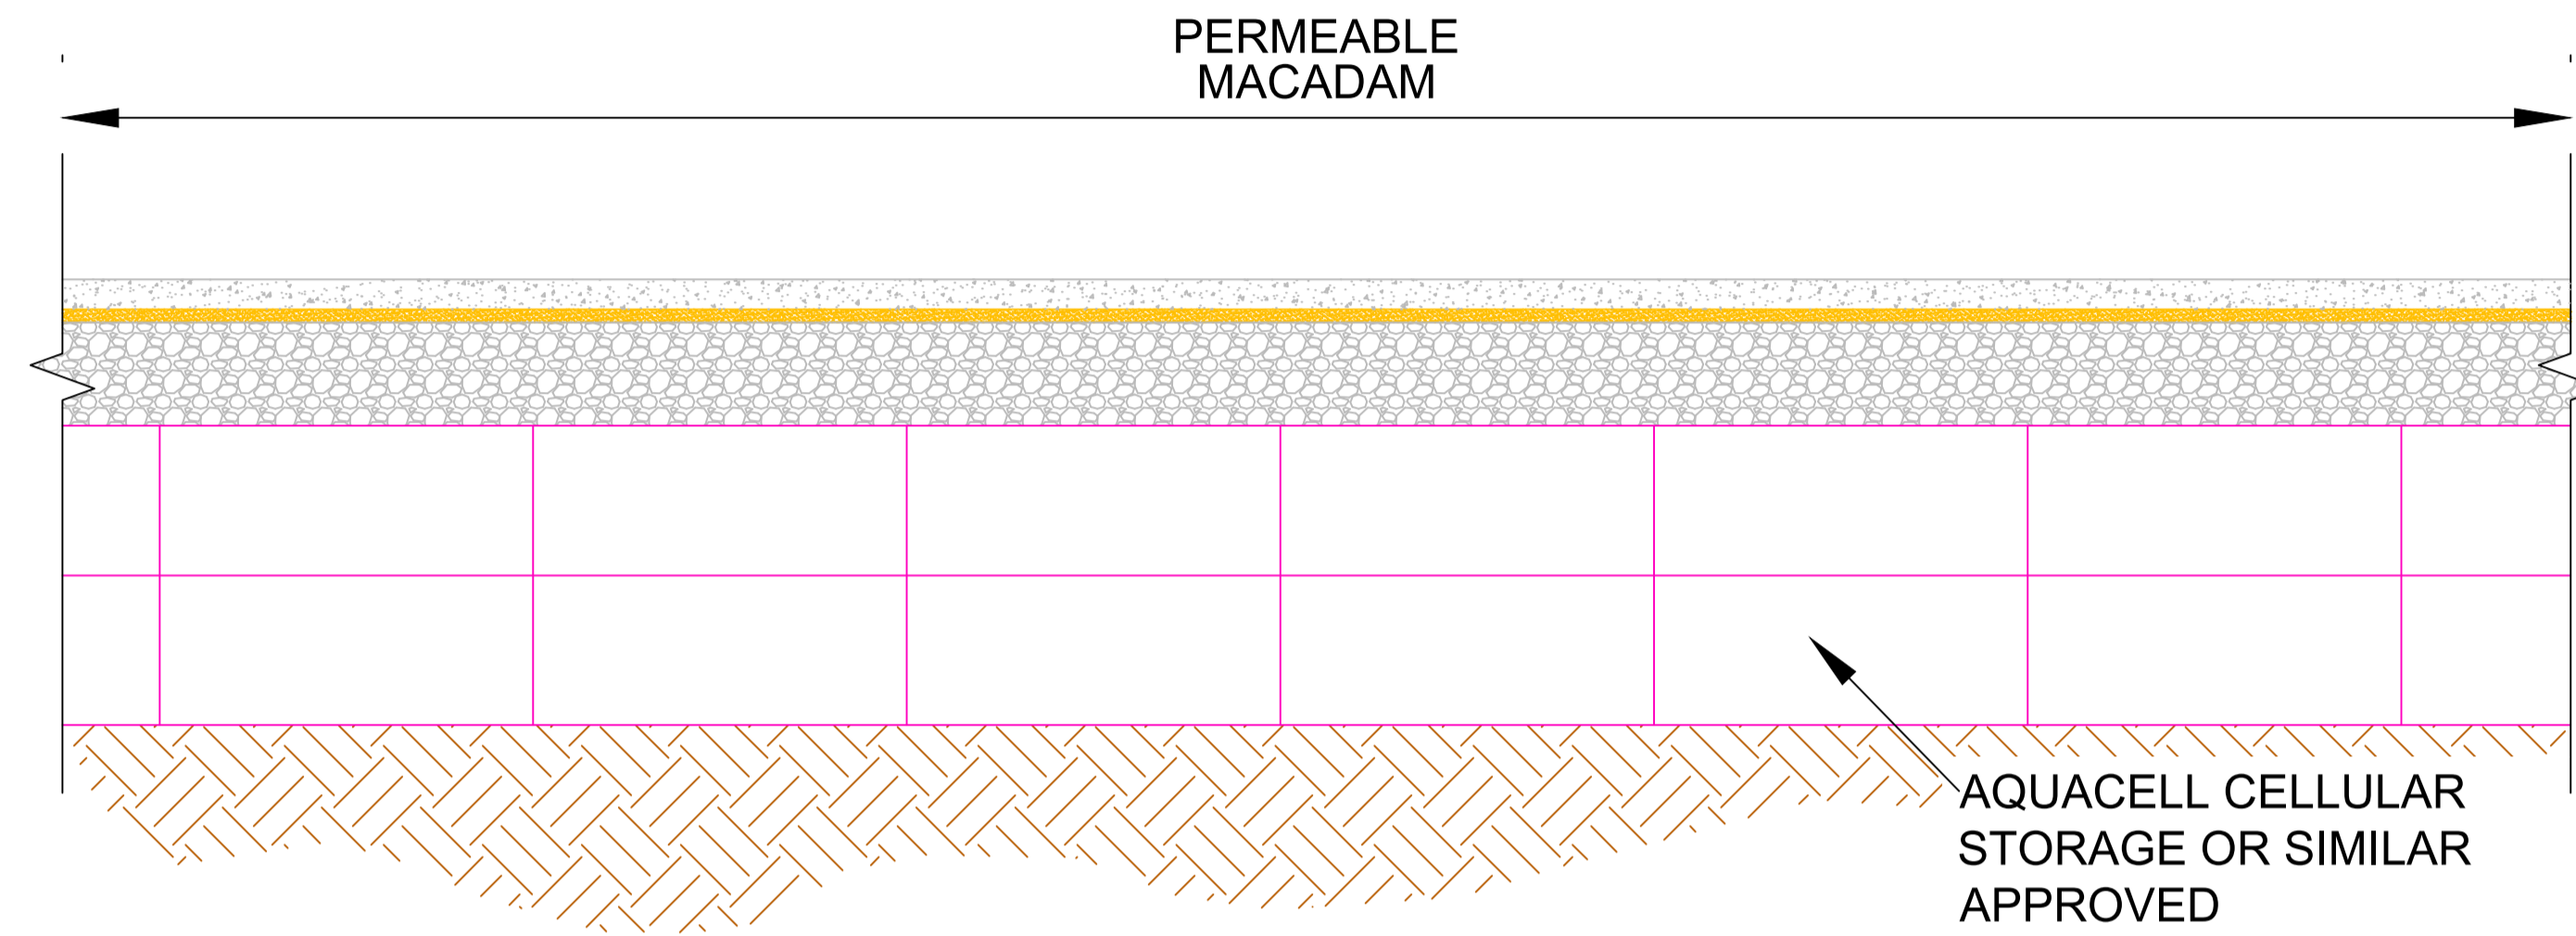 PERMEABLE
MACADAM
AQUACELL CELLULAR
STORAGE OR SIMILAR
APPROVED